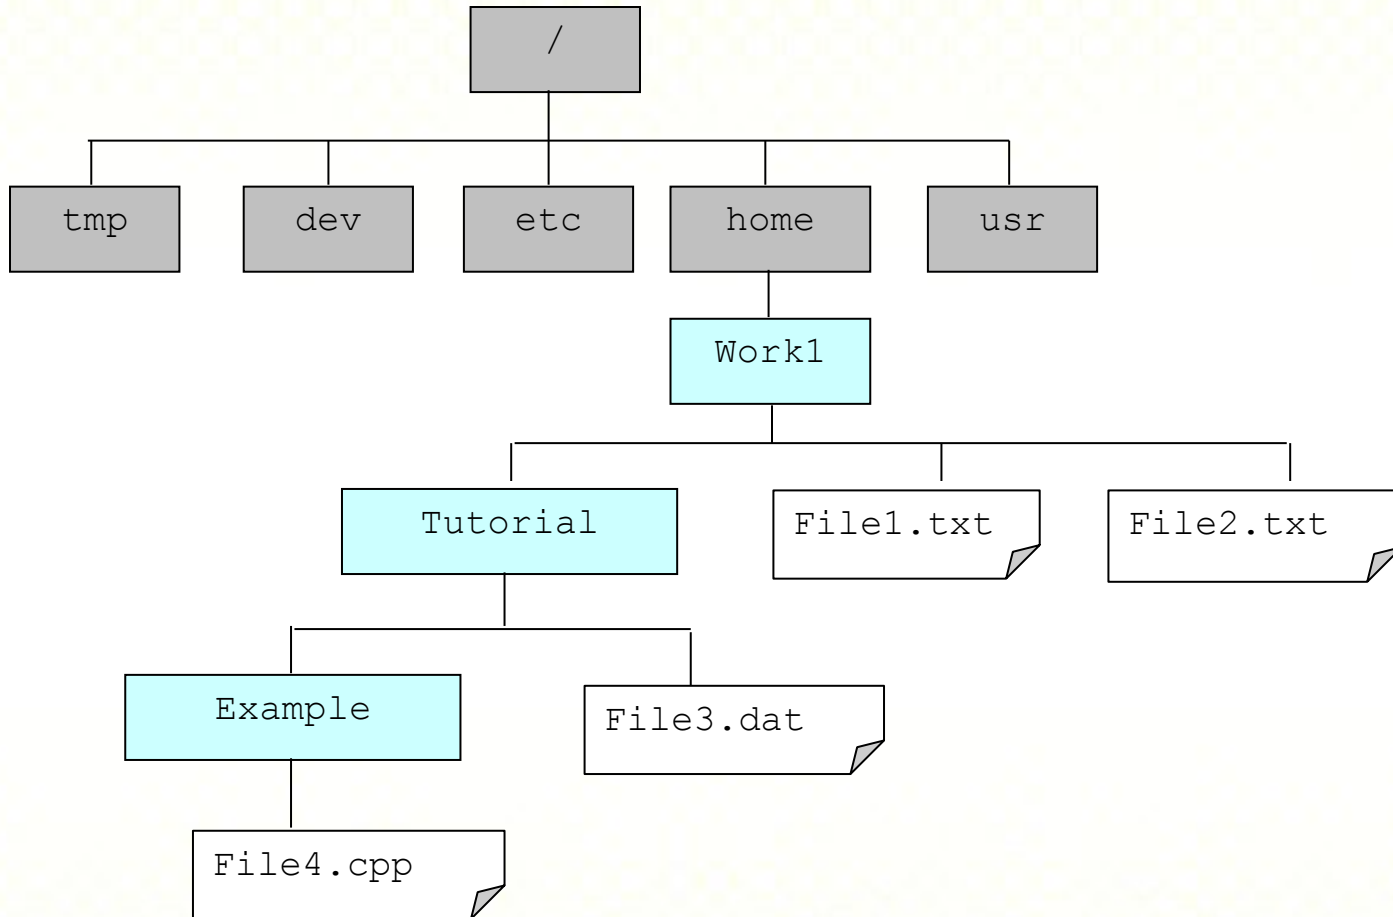 /
tmp
dev
etc
home
usr
Work1
Tutorial
File1.txt
File2.txt
Example
File3.dat
File4.cpp